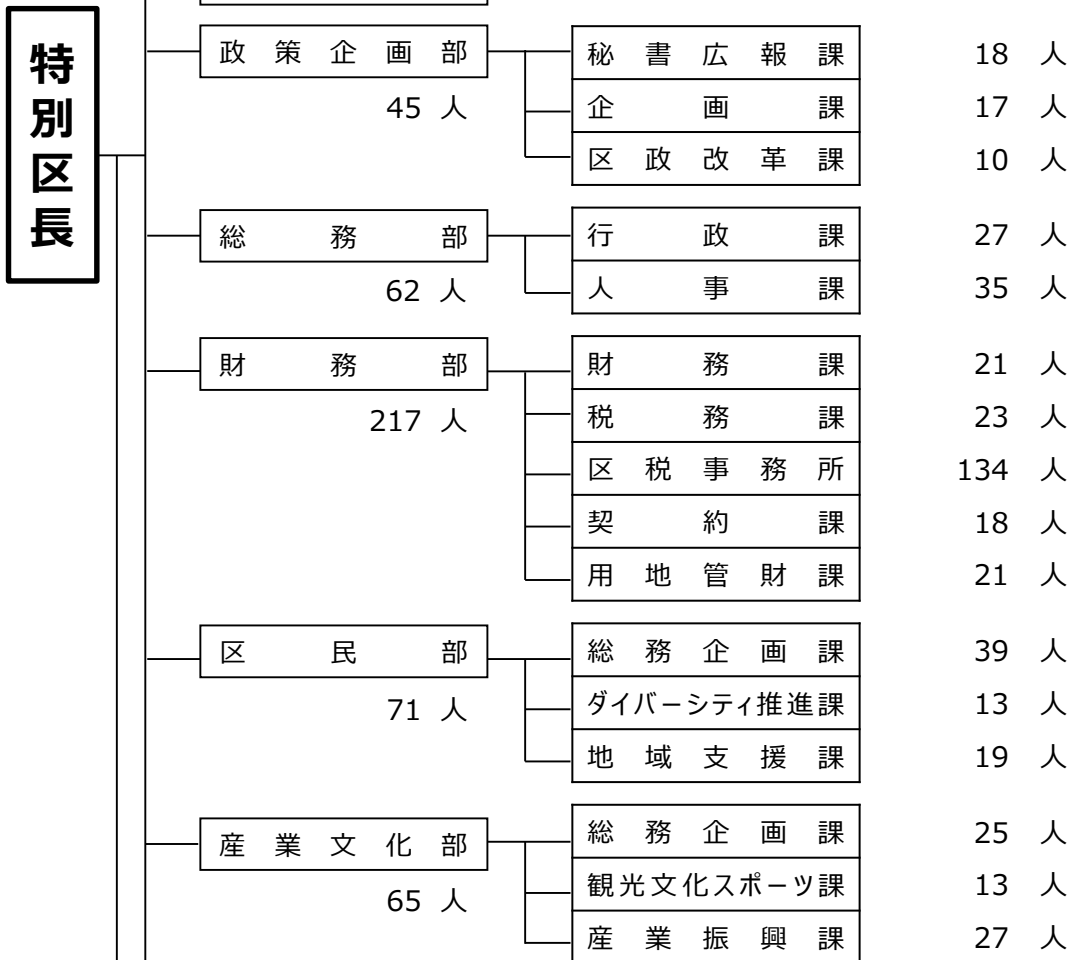 特別区長
政策企画部 秘書広報課 18 人
45 人 企画課 17 人
区政改革課 10 人
総務部 行政課 27 人
62 人 人事課 35 人
財務部 財務課 21 人
217 人 税務課 23 人
区税事務所 134 人
契約課 18 人
用地管財課 21 人
区民部 総務企画課 39 人
71 人 ダイバーシティ推進課 13 人
地域支援課 19 人
産業文化部 総務企画課 25 人
65 人 観光文化スポーツ課 13 人
産業振興課 27 人